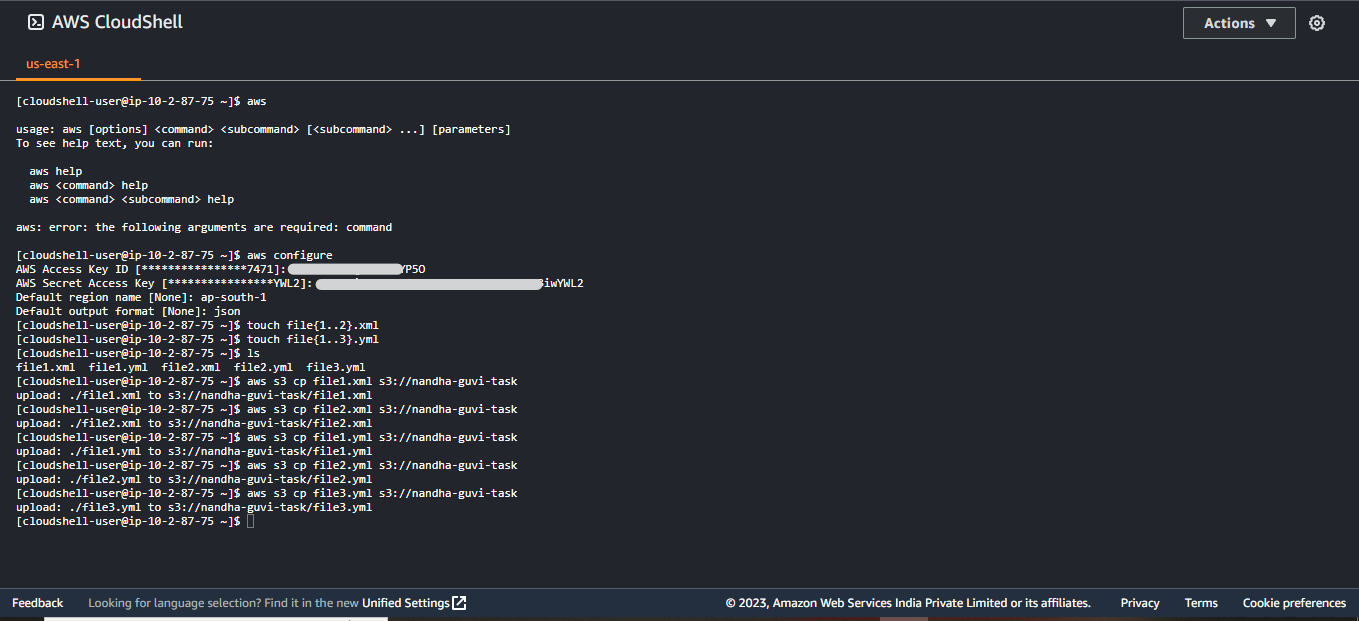 AWS CloudShell
Actions
us-east-1
[cloudshell-user@ip-10-2-87-75 ~]$ aws
usage: aws [options] <command> <subcommand> [<subcommand> ...] [parameters]
To see help text, you can run:
aws help
aws <command> help
aws <command> <subcommand> help
aws: error: the following arguments are required: command
[cloudshell-user@ip-10-2-87-75 ~]$ aws configure
AWS Access Key ID [****************7471]: YP5O
AWS Secret Access Key [****************YWL2]: iwYWL2
Default region name [None]: ap-south-1
Default output format [None]: json
[cloudshell-user@ip-10-2-87-75 ~]$ touch file{1..2}.xml
[cloudshell-user@ip-10-2-87-75 ~]$ touch file{1..3}.yml
[cloudshell-user@ip-10-2-87-75 ~]$ ls
file1.xml file1.yml file2.xml file2.yml file3.yml
[cloudshell-user@ip-10-2-87-75 ~]$ aws s3 cp file1.xml s3://nandha-guvi-task
upload: ./file1.xml to s3://nandha-guvi-task/file1.xml
[cloudshell-user@ip-10-2-87-75 ~]$ aws s3 cp file2.xml s3://nandha-guvi-task
upload: ./file2.xml to s3://nandha-guvi-task/file2.xml
[cloudshell-user@ip-10-2-87-75 ~]$ aws s3 cp file1.yml s3://nandha-guvi-task
upload: ./file1.yml to s3://nandha-guvi-task/file1.yml
[cloudshell-user@ip-10-2-87-75 ~]$ aws s3 cp file2.yml s3://nandha-guvi-task
upload: ./file2.yml to s3://nandha-guvi-task/file2.yml
[cloudshell-user@ip-10-2-87-75 ~]$ aws s3 cp file3.yml s3://nandha-guvi-task
upload: ./file3.yml to s3://nandha-guvi-task/file3.yml
[cloudshell-user@ip-10-2-87-75 ~]$
Feedback Looking for language selection? Find it in the new Unified Settings © 2023, Amazon Web Services India Private Limited or its affiliates. Privacy Terms Cookie preferences